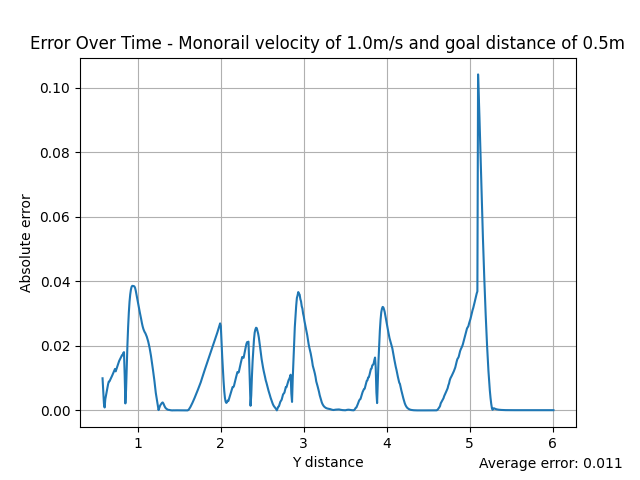 Error Over Time - Monorail velocity of 1.0m/s and goal distance of 0.5m
Absolute error
0.10
0.08
0.06
0.04
0.02
0.00
1 2 3 4 5 6
Y distance
Average error: 0.011